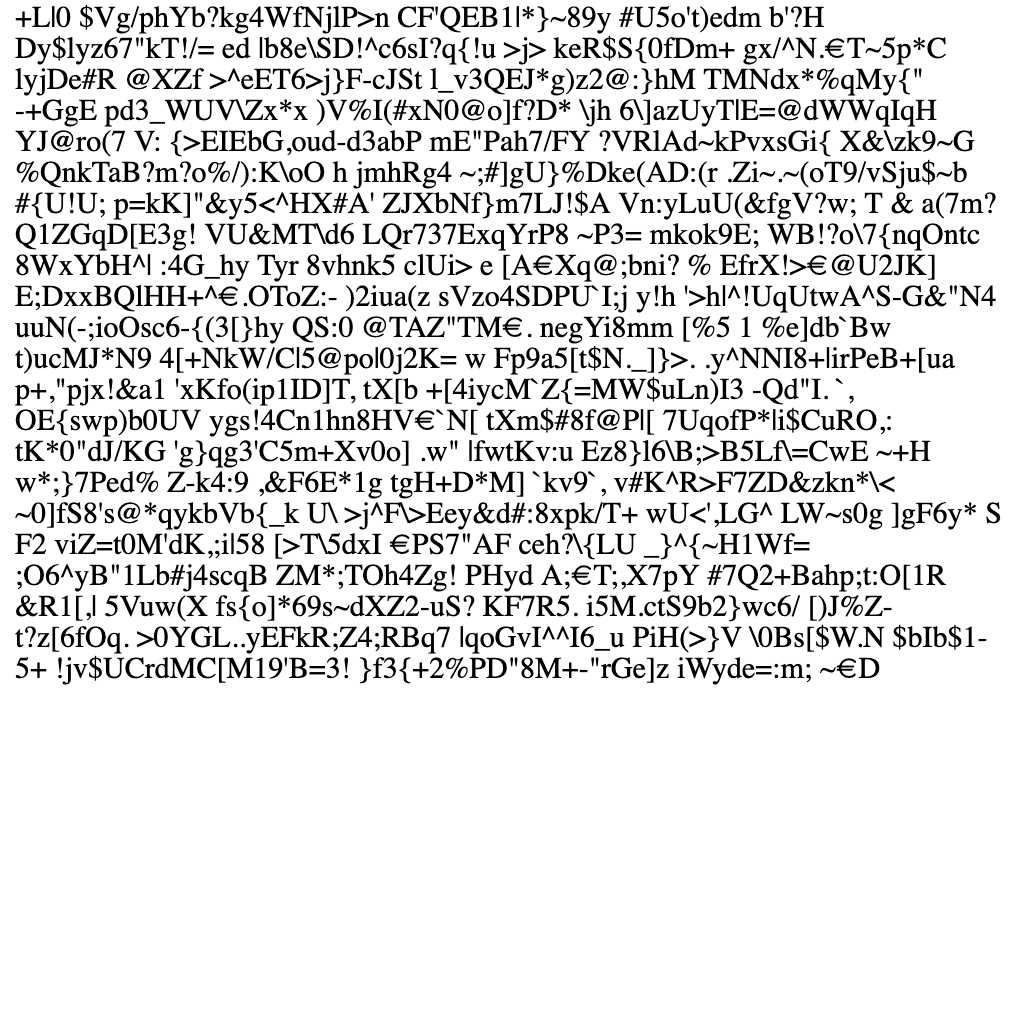 +L|0 $Vg/phYb?kg4WfNjlP>n CF'QEB1|*}~89y #U5o't)edm b'?H
Dy$lyz67"kT!/= ed |b8e\SD!^c6sI?q{!u >j> keR$S{0fDm+ gx/^N.€T~5p*C
lyjDe#R @XZf >^eET6>j}F-cJSt l_v3QEJ*g)z2@:}hM TMNdx*%qMy{"
-+GgE pd3_WUV\Zx*x )V%I(#xN0@o]f?D* \jh 6\]azUyT|E=@dWWqIqH
YJ@ro(7 V: {>EIEbG,oud-d3abP mE"Pah7/FY ?VRlAd~kPvxsGi{ X&\zk9~G
%QnkTaB?m?o%/):K\oO h jmhRg4 ~;#]gU}%Dke(AD:(r .Zi~.~(oT9/vSju$~b
#{U!U; p=kK]"&y5<^HX#A' ZJXbNf}m7LJ!$A Vn:yLuU(&fgV?w; T & a(7m?
Q1ZGqD[E3g! VU&MT\d6 LQr737ExqYrP8 ~P3= mkok9E; WB!?o\7{nqOntc
8WxYbH^| :4G_hy Tyr 8vhnk5 clUi> e [A€Xq@;bni? % EfrX!>€@U2JK]
E;DxxBQlHH+^€.OToZ:- )2iua(z sVzo4SDPU`I;j y!h '>h|^!UqUtwA^S-G&"N4
uuN(-;ioOsc6-{(3[}hy QS:0 @TAZ"TM€. negYi8mm [%5 1 %e]db`Bw
t)ucMJ*N9 4[+NkW/C|5@po|0j2K= w Fp9a5[t$N._]}>. .y^NNI8+|irPeB+[ua
p+,"pjx!&a1 'xKfo(ip1ID]T, tX[b +[4iycM`Z{=MW$uLn)I3 -Qd"I. `,
OE{swp)b0UV ygs!4Cn1hn8HV€`N[ tXm$#8f@P|[ 7UqofP*|i$CuRO,:
tK*0"dJ/KG 'g}qg3'C5m+Xv0o] .w" |fwtKv:u Ez8}l6\B;>B5Lf\=CwE ~+H
w*;}7Ped% Z-k4:9 ,&F6E*1g tgH+D*M] `kv9`, v#K^R>F7ZD&zkn*\<
~0]fS8's@*qykbVb{_k U\ >j^F\>Eey&d#:8xpk/T+ wU<',LG^ LW~s0g ]gF6y* S
F2 viZ=t0M'dK,;i|58 [>T\5dxI €PS7"AF ceh?\{LU _}^{~H1Wf=
;O6^yB"1Lb#j4scqB ZM*;TOh4Zg! PHyd A;€T;,X7pY #7Q2+Bahp;t:O[1R
&R1[,| 5Vuw(X fs{o]*69s~dXZ2-uS? KF7R5. i5M.ctS9b2}wc6/ [)J%Z-
t?z[6fOq. >0YGL..yEFkR;Z4;RBq7 |qoGvI^^I6_u PiH(>}V \0Bs[$W.N $bIb$1-
5+ !jv$UCrdMC[M19'B=3! }f3{+2%PD"8M+-"rGe]z iWyde=:m; ~€D